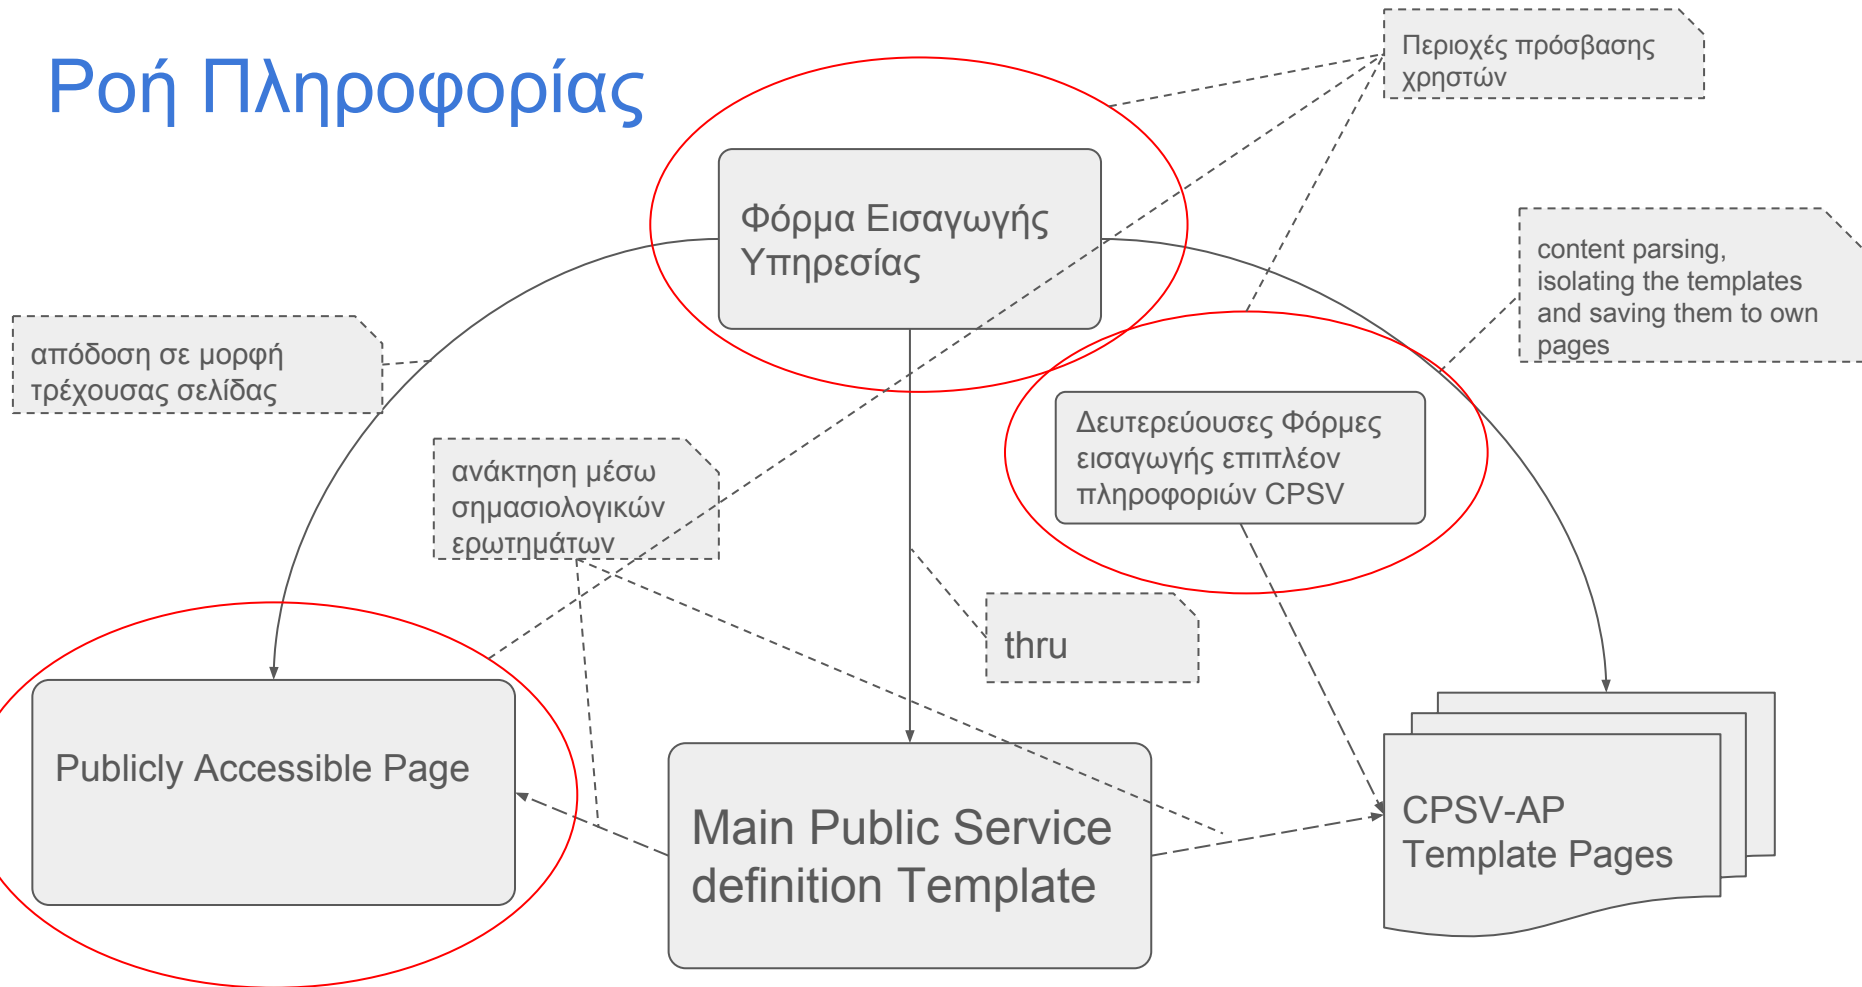 Ροή Πληροφορίας
Περιοχές πρόσβασης
χρηστών
Φόρμα Εισαγωγής
Υπηρεσίας
content parsing,
isolating the templates
and saving them to own
pages
απόδοση σε μορφή
τρέχουσας σελίδας
Δευτερεύουσες Φόρμες
εισαγωγής επιπλέον
πληροφοριών CPSV
ανάκτηση μέσω
σημασιολογικών
ερωτημάτων
thru
Publicly Accessible Page
Main Public Service
definition Template
CPSV-AP
Template Pages